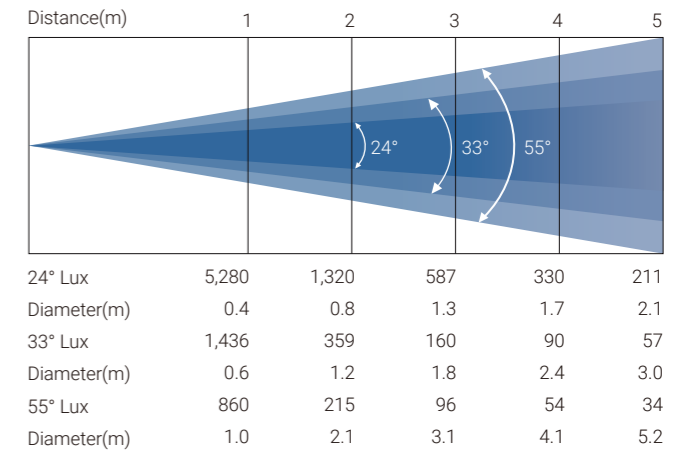 Distance(m) 1 2 3 4 5
24° 33° 55°
24° Lux 5,280 1,320 587 330 211
Diameter(m) 0.4 0.8 1.3 1.7 2.1
33° Lux 1,436 359 160 90 57
Diameter(m) 0.6 1.2 1.8 2.4 3.0
55° Lux 860 215 96 54 34
Diameter(m) 1.0 2.1 3.1 4.1 5.2